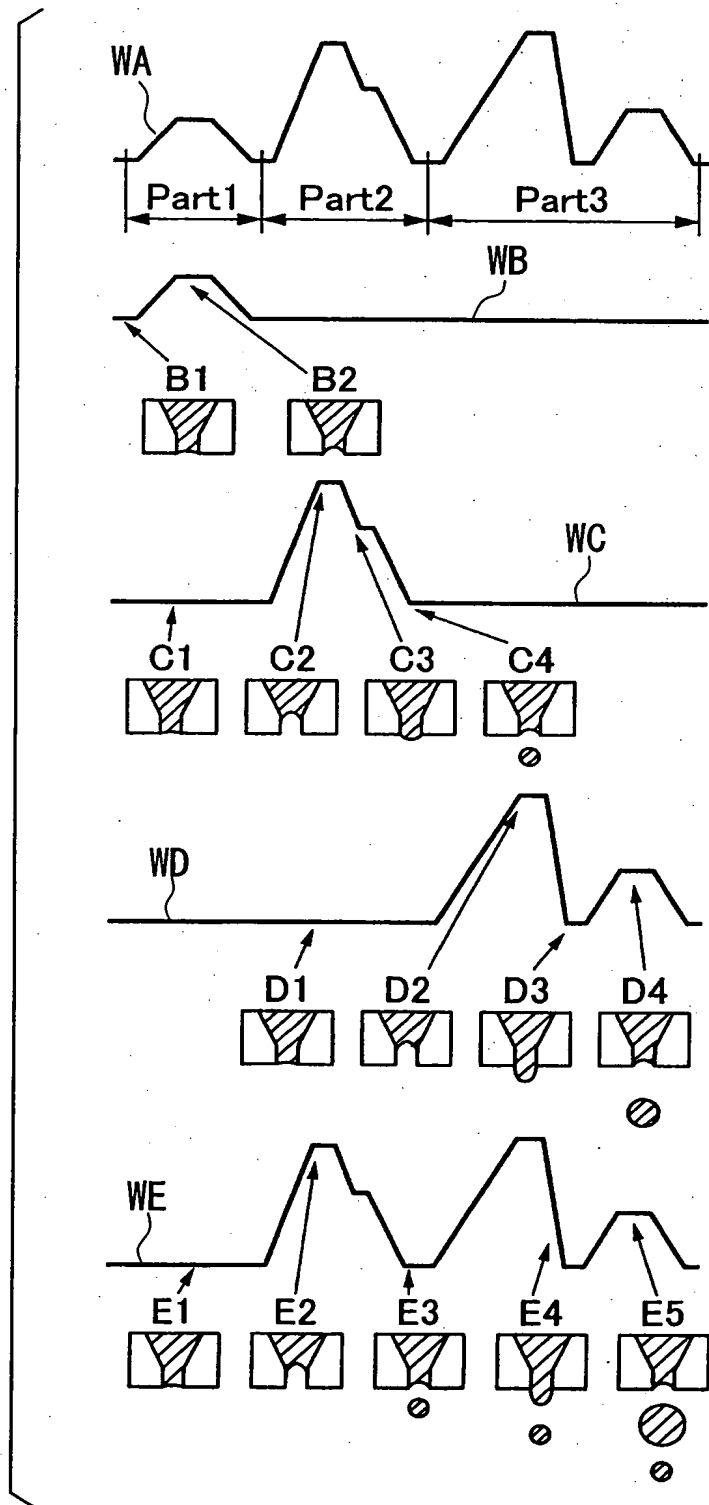 WA
Part1 Part2 Part3
WB
B1 B2
WC
C1 C2 C3 C4
WD
D1 D2 D3 D4
WE
E1 E2 E3 E4 E5